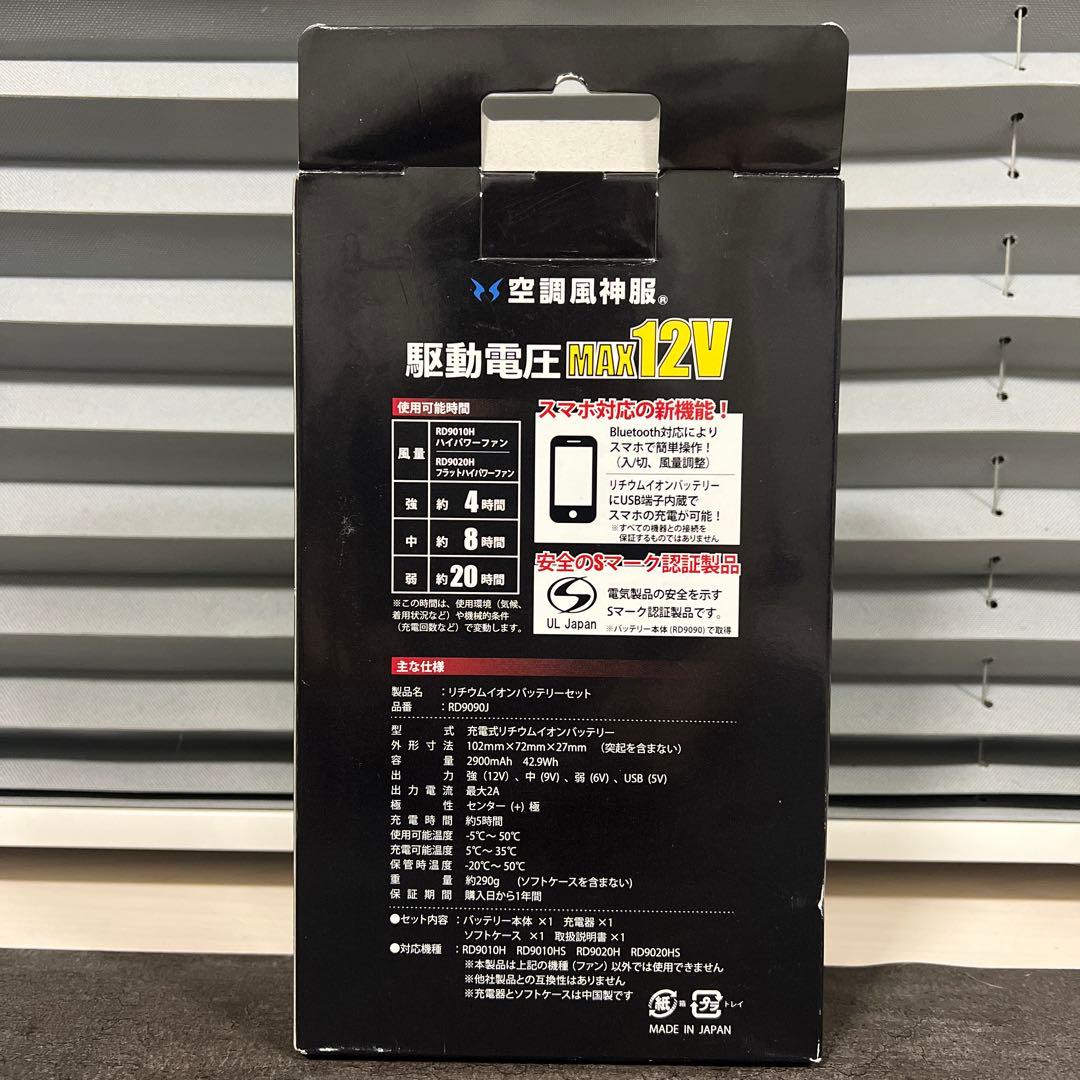 空調風神服®
駆動電圧MAX12V
使用可能時間
風量
RD9010H
ハイパワーファン
RD9020H
フラットハイパワーファン
強 約4時間
中 約8時間
弱 約20時間
※この時間は、使用環境（気候、
着用状況など）や機械的条件
（充電回数など）で変動します。
スマホ対応の新機能！
Bluetooth対応により
スマホで簡単操作！
（入/切、風量調整）
リチウムイオンバッテリー
にUSB端子内蔵で
スマホの充電が可能！
※すべての機器との接続を
保証するものではありません
安全のSマーク認証製品
S
UL Japan
電気製品の安全を示す
Sマーク認証製品です。
※バッテリー本体(RD9090)で取得
主な仕様
製品名 ：リチウムイオンバッテリーセット
品番 ：RD9090J
型式 充電式リチウムイオンバッテリー
外形寸法 102mm×72mm×27mm （突起を含まない）
容量 2900mAh 42.9Wh
出力 強（12V）、中(9V)、弱(6V)、USB(5V)
出力電流 最大2A
極性 センター(+)極
充電時間 約5時間
使用可能温度 -5℃～50℃
充電可能温度 5℃～35℃
保管時温度 -20℃～50℃
重量 約290g （ソフトケースを含まない）
保証期間 購入日から1年間
●セット内容：バッテリー本体 ×1 充電器×1
ソフトケース ×1 取扱説明書×1
●対応機種 ：RD9010H RD9010HS RD9020H RD9020HS
※本製品は上記の機種（ファン）以外では使用できません
※他社製品との互換性はありません
※充電器とソフトケースは中国製です
紙 箱 プラ トレイ
MADE IN JAPAN